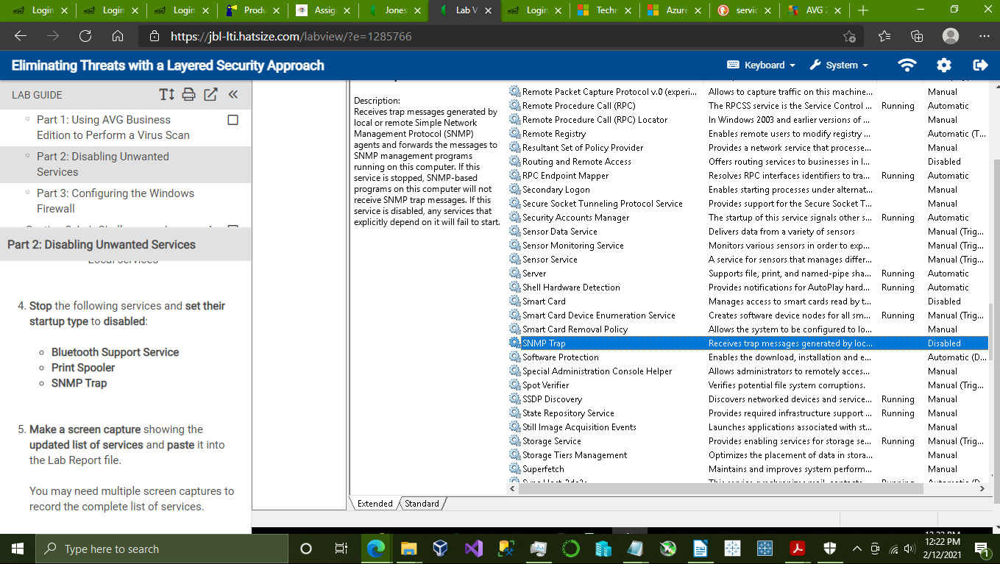 Login
Login
Login
Produ
Assig
Jones
Lab V
Login
Techn
Azure
servic
AVG 2
https://jbl-lti.hatsize.com/labview/?e=1285766
Eliminating Threats with a Layered Security Approach
Keyboard
System
LAB GUIDE
Part 1: Using AVG Business
Edition to Perform a Virus Scan
Part 2: Disabling Unwanted
Services
Part 3: Configuring the Windows
Firewall
Part 2: Disabling Unwanted Services
Local services
4. Stop the following services and set their
startup type to disabled:
Bluetooth Support Service
Print Spooler
SNMP Trap
5. Make a screen capture showing the
updated list of services and paste it into
the Lab Report file.
You may need multiple screen captures to
record the complete list of services.
Description:
Receives trap messages generated by
local or remote Simple Network
Management Protocol (SNMP)
agents and forwards the messages to
SNMP management programs
running on this computer. If this
service is stopped, SNMP-based
programs on this computer will not
receive SNMP trap messages. If this
service is disabled, any services that
explicitly depend on it will fail to start.
Remote Packet Capture Protocol v.0 (experi... Allows to capture traffic on this machine... Manual
Remote Procedure Call (RPC) The RPCSS service is the Service Control ... Running Automatic
Remote Procedure Call (RPC) Locator In Windows 2003 and earlier versions of ... Manual
Remote Registry Enables remote users to modify registry ... Automatic (T...
Resultant Set of Policy Provider Provides a network service that processe... Manual
Routing and Remote Access Offers routing services to businesses in l... Disabled
RPC Endpoint Mapper Resolves RPC interfaces identifiers to tra... Running Automatic
Secondary Logon Enables starting processes under alternat... Manual
Secure Socket Tunneling Protocol Service Provides support for the Secure Socket T... Manual
Security Accounts Manager The startup of this service signals other s... Running Automatic
Sensor Data Service Delivers data from a variety of sensors Manual (Trig...
Sensor Monitoring Service Monitors various sensors in order to exp... Manual (Trig...
Sensor Service A service for sensors that manages differ... Manual (Trig...
Server Supports file, print, and named-pipe sha... Running Automatic
Shell Hardware Detection Provides notifications for AutoPlay hard... Running Automatic
Smart Card Manages access to smart cards read by t... Disabled
Smart Card Device Enumeration Service Creates software device nodes for all sm... Running Manual (Trig...
Smart Card Removal Policy Allows the system to be configured to lo... Manual
SNMP Trap Receives trap messages generated by loc... Disabled
Software Protection Enables the download, installation and e... Automatic (D...
Special Administration Console Helper Allows administrators to remotely acces... Manual
Spot Verifier Verifies potential file system corruptions. Manual (Trig...
SSDP Discovery Discovers networked devices and service... Running Manual
State Repository Service Provides required infrastructure support ... Running Manual
Still Image Acquisition Events Launches applications associated with st... Manual
Storage Service Provides enabling services for storage se... Running Manual (Trig...
Storage Tiers Management Optimizes the placement of data in stora... Manual
Superfetch Maintains and improves system perform... Manual
Extended
Standard
Type here to search
12:22 PM
2/12/2021
1